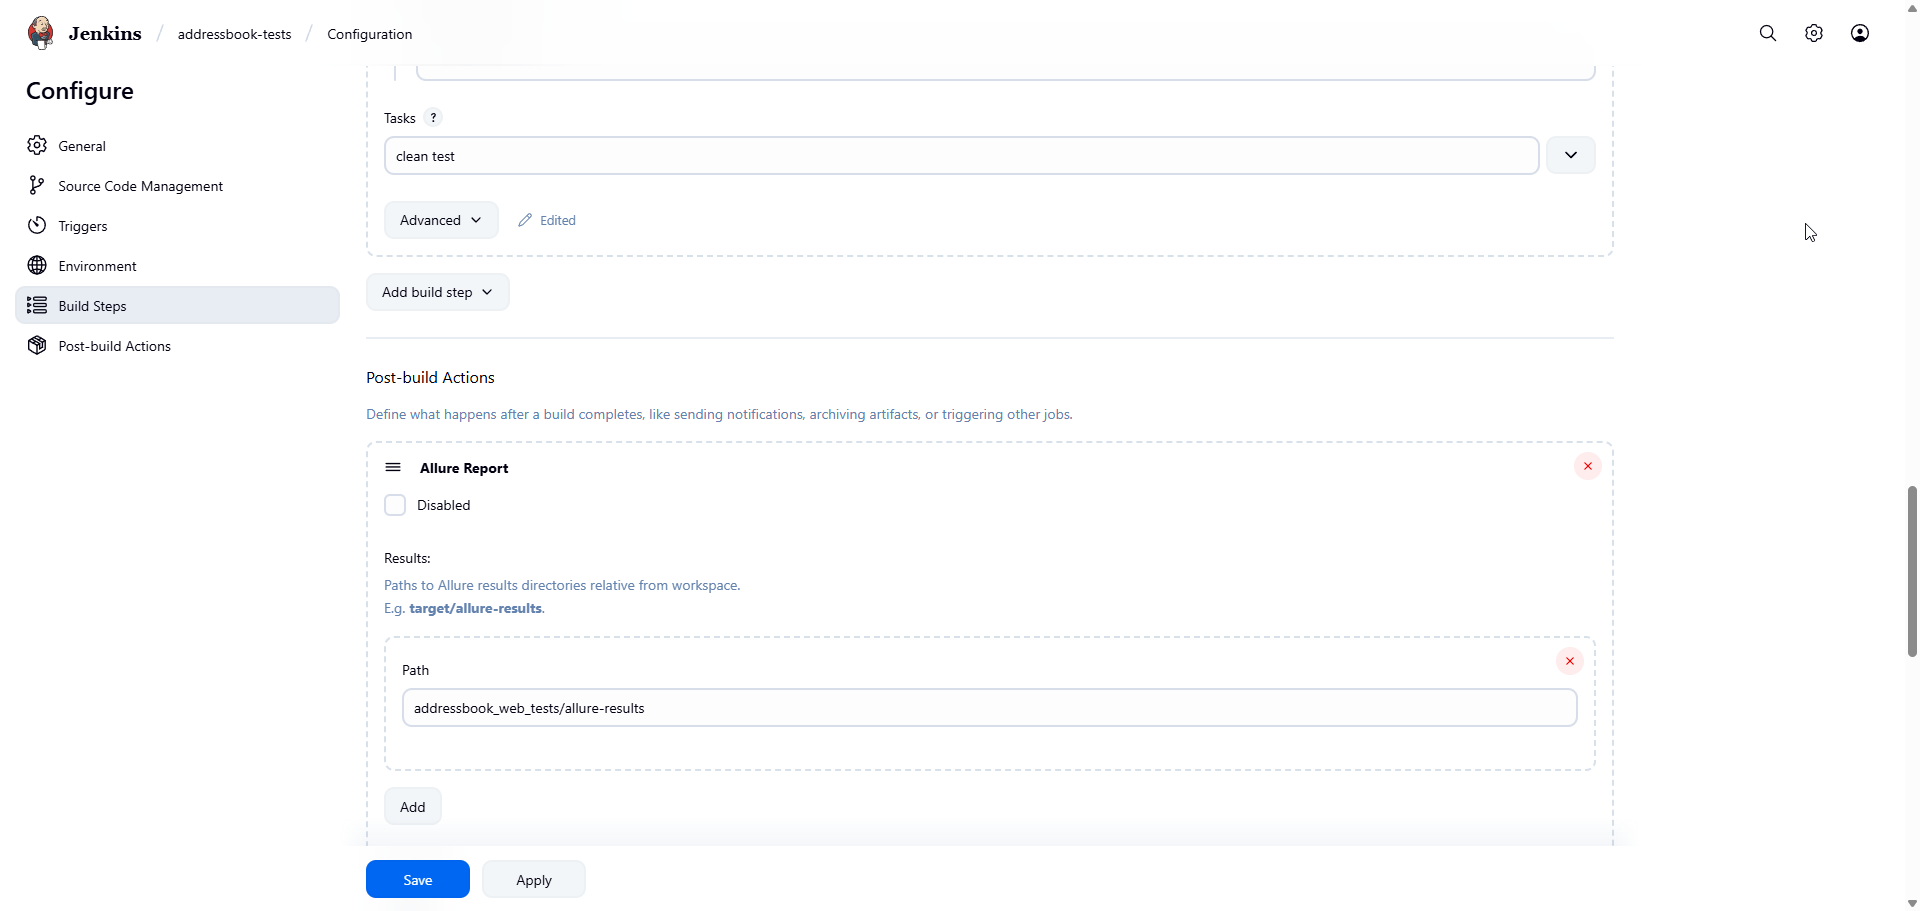 Jenkins / addressbook-tests / Configuration
Configure
General
Source Code Management
Triggers
Environment
Build Steps
Post-build Actions
Tasks ?
clean test
Advanced
Edited
Add build step
Post-build Actions
Define what happens after a build completes, like sending notifications, archiving artifacts, or triggering other jobs.
Allure Report
Disabled
Results:
Paths to Allure results directories relative from workspace.
E.g. target/allure-results.
Path
addressbook_web_tests/allure-results
Add
Save
Apply